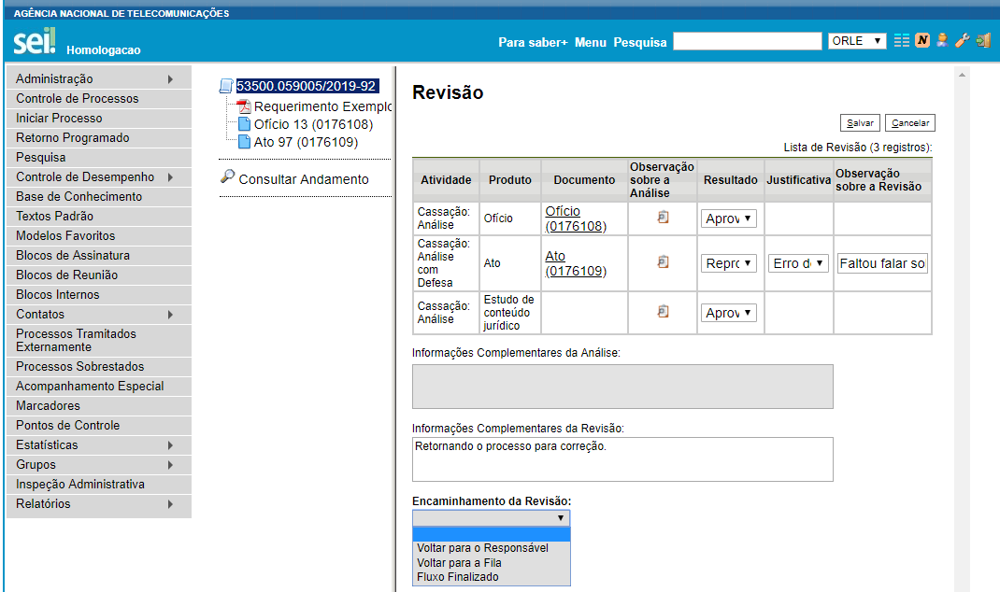 AGÊNCIA NACIONAL DE TELECOMUNICAÇÕES
sei! Homologacao
Para saber+ Menu Pesquisa ORLE N
Administração
Controle de Processos
Iniciar Processo
Retorno Programado
Pesquisa
Controle de Desempenho
Base de Conhecimento
Textos Padrão
Modelos Favoritos
Blocos de Assinatura
Blocos de Reunião
Blocos Internos
Contatos
Processos Tramitados
Externamente
Processos Sobrestados
Acompanhamento Especial
Marcadores
Pontos de Controle
Estatísticas
Grupos
Inspeção Administrativa
Relatórios
53500.059005/2019-92
Requerimento Exemplo
Ofício 13 (0176108)
Ato 97 (0176109)
Consultar Andamento
Revisão
Salvar Cancelar
Lista de Revisão (3 registros):
Atividade
Produto
Documento
Observação
sobre a
Análise
Resultado
Justificativa
Observação
sobre a Revisão
Cassação:
Análise
Ofício
Ofício
(0176108)
Aprov
Cassação:
Análise
com
Defesa
Ato
Ato
(0176109)
Repro
Erro d
Faltou falar so
Cassação:
Análise
Estudo de
conteúdo
jurídico
Aprov
Informações Complementares da Análise:
Informações Complementares da Revisão:
Retornando o processo para correção.
Encaminhamento da Revisão:
Voltar para o Responsável
Voltar para a Fila
Fluxo Finalizado